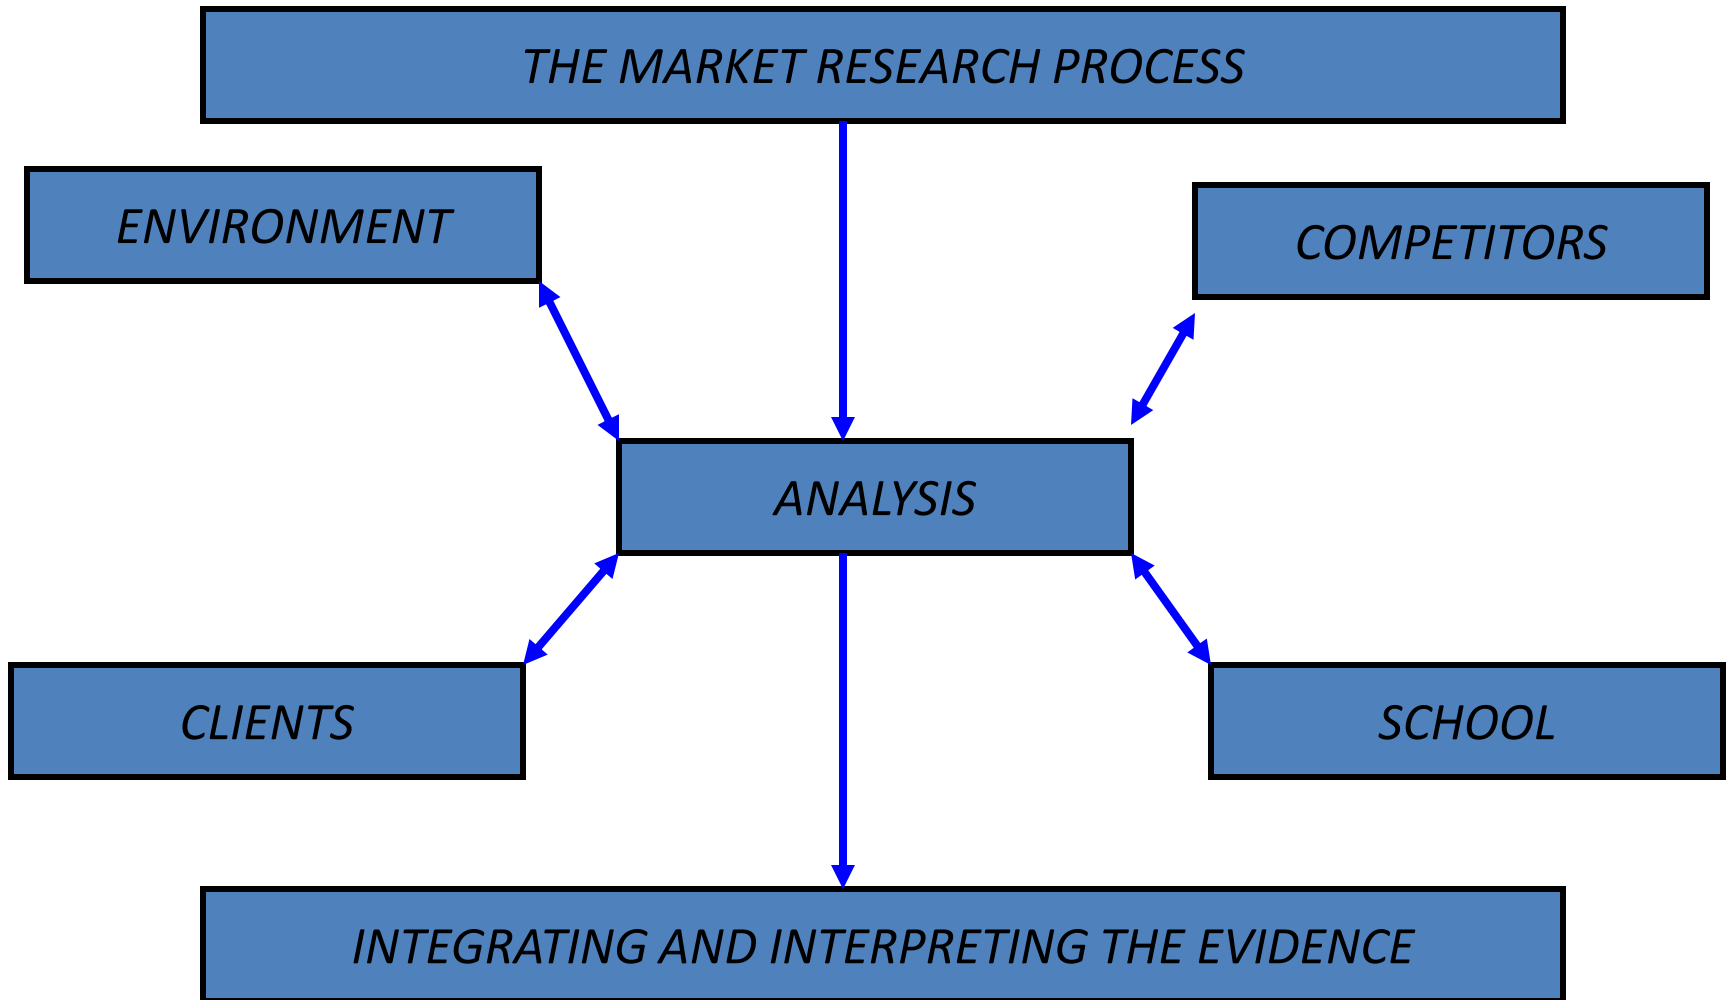 THE MARKET RESEARCH PROCESS
ENVIRONMENT
COMPETITORS
ANALYSIS
CLIENTS
SCHOOL
INTEGRATING AND INTERPRETING THE EVIDENCE